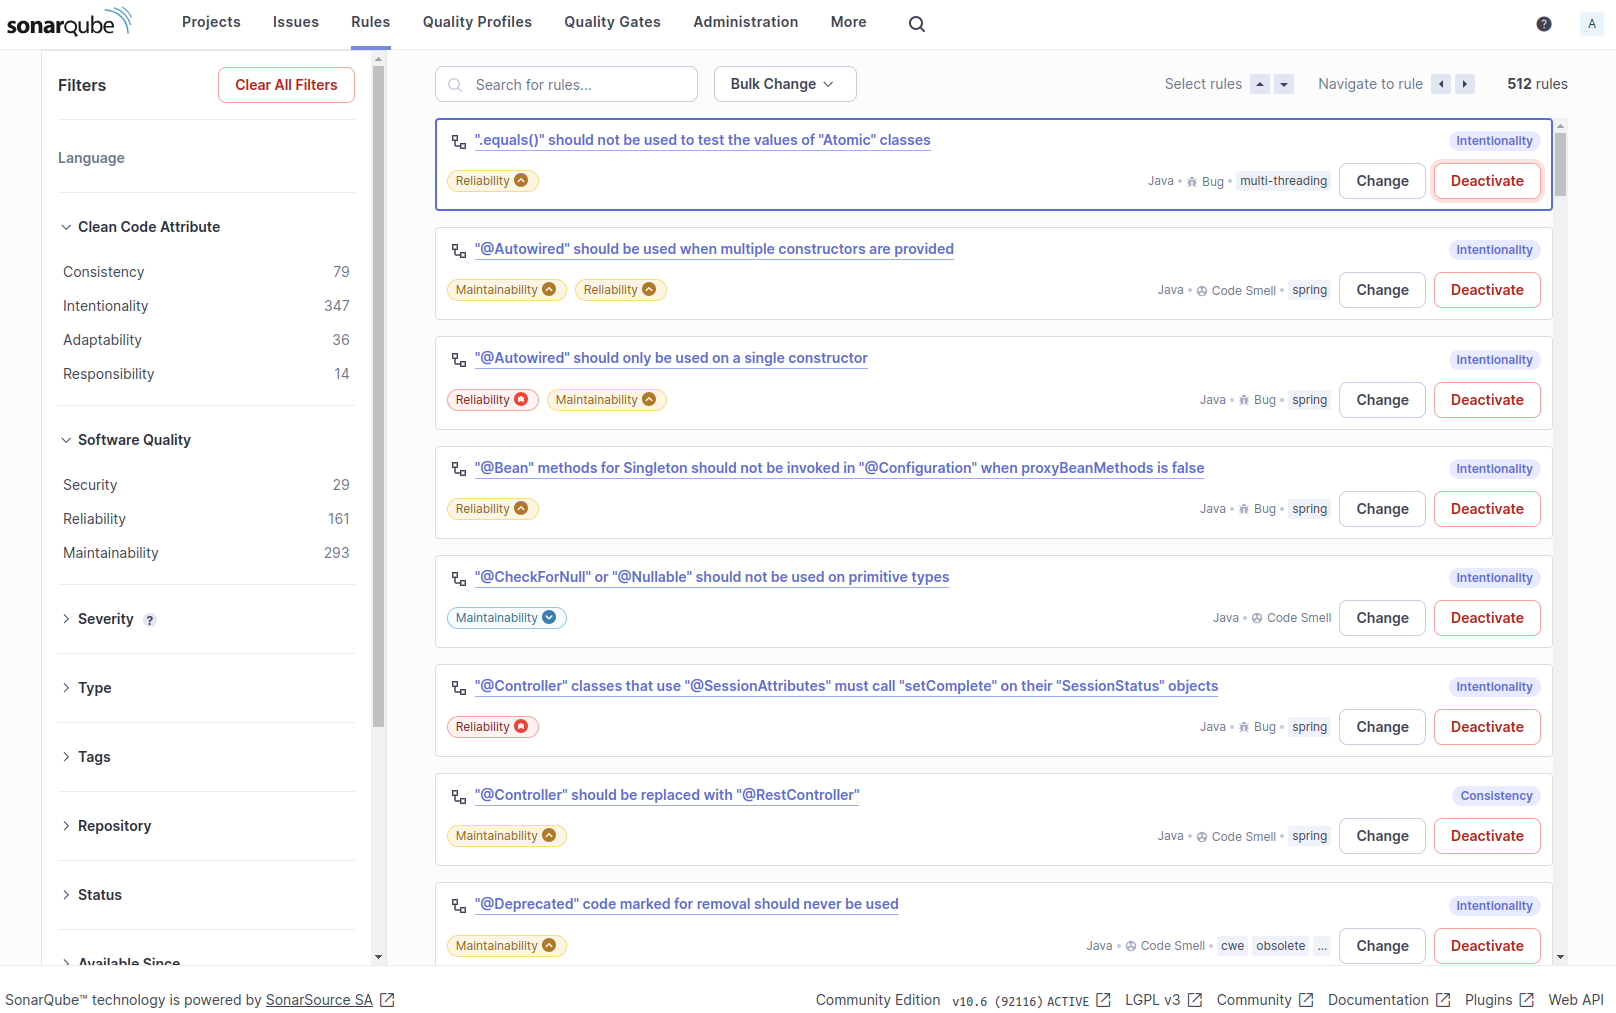 sonarqube Projects Issues Rules Quality Profiles Quality Gates Administration More ? A
Filters Clear All Filters
Language
Clean Code Attribute
Consistency 79
Intentionality 347
Adaptability 36
Responsibility 14
Software Quality
Security 29
Reliability 161
Maintainability 293
Severity ?
Type
Tags
Repository
Status
Available Since
Search for rules... Bulk Change Select rules Navigate to rule 512 rules
".equals()" should not be used to test the values of "Atomic" classes Intentionality
Reliability Java • Bug • multi-threading Change Deactivate
"@Autowired" should be used when multiple constructors are provided Intentionality
Maintainability Reliability Java • Code Smell • spring Change Deactivate
"@Autowired" should only be used on a single constructor Intentionality
Reliability Maintainability Java • Bug • spring Change Deactivate
"@Bean" methods for Singleton should not be invoked in "@Configuration" when proxyBeanMethods is false Intentionality
Reliability Java • Bug • spring Change Deactivate
"@CheckForNull" or "@Nullable" should not be used on primitive types Intentionality
Maintainability Java • Code Smell Change Deactivate
"@Controller" classes that use "@SessionAttributes" must call "setComplete" on their "SessionStatus" objects Intentionality
Reliability Java • Bug • spring Change Deactivate
"@Controller" should be replaced with "@RestController" Consistency
Maintainability Java • Code Smell • spring Change Deactivate
"@Deprecated" code marked for removal should never be used Intentionality
Maintainability Java • Code Smell • cwe obsolete ... Change Deactivate
SonarQube™ technology is powered by SonarSource SA Community Edition v10.6 (92116) ACTIVE LGPL v3 Community Documentation Plugins Web API